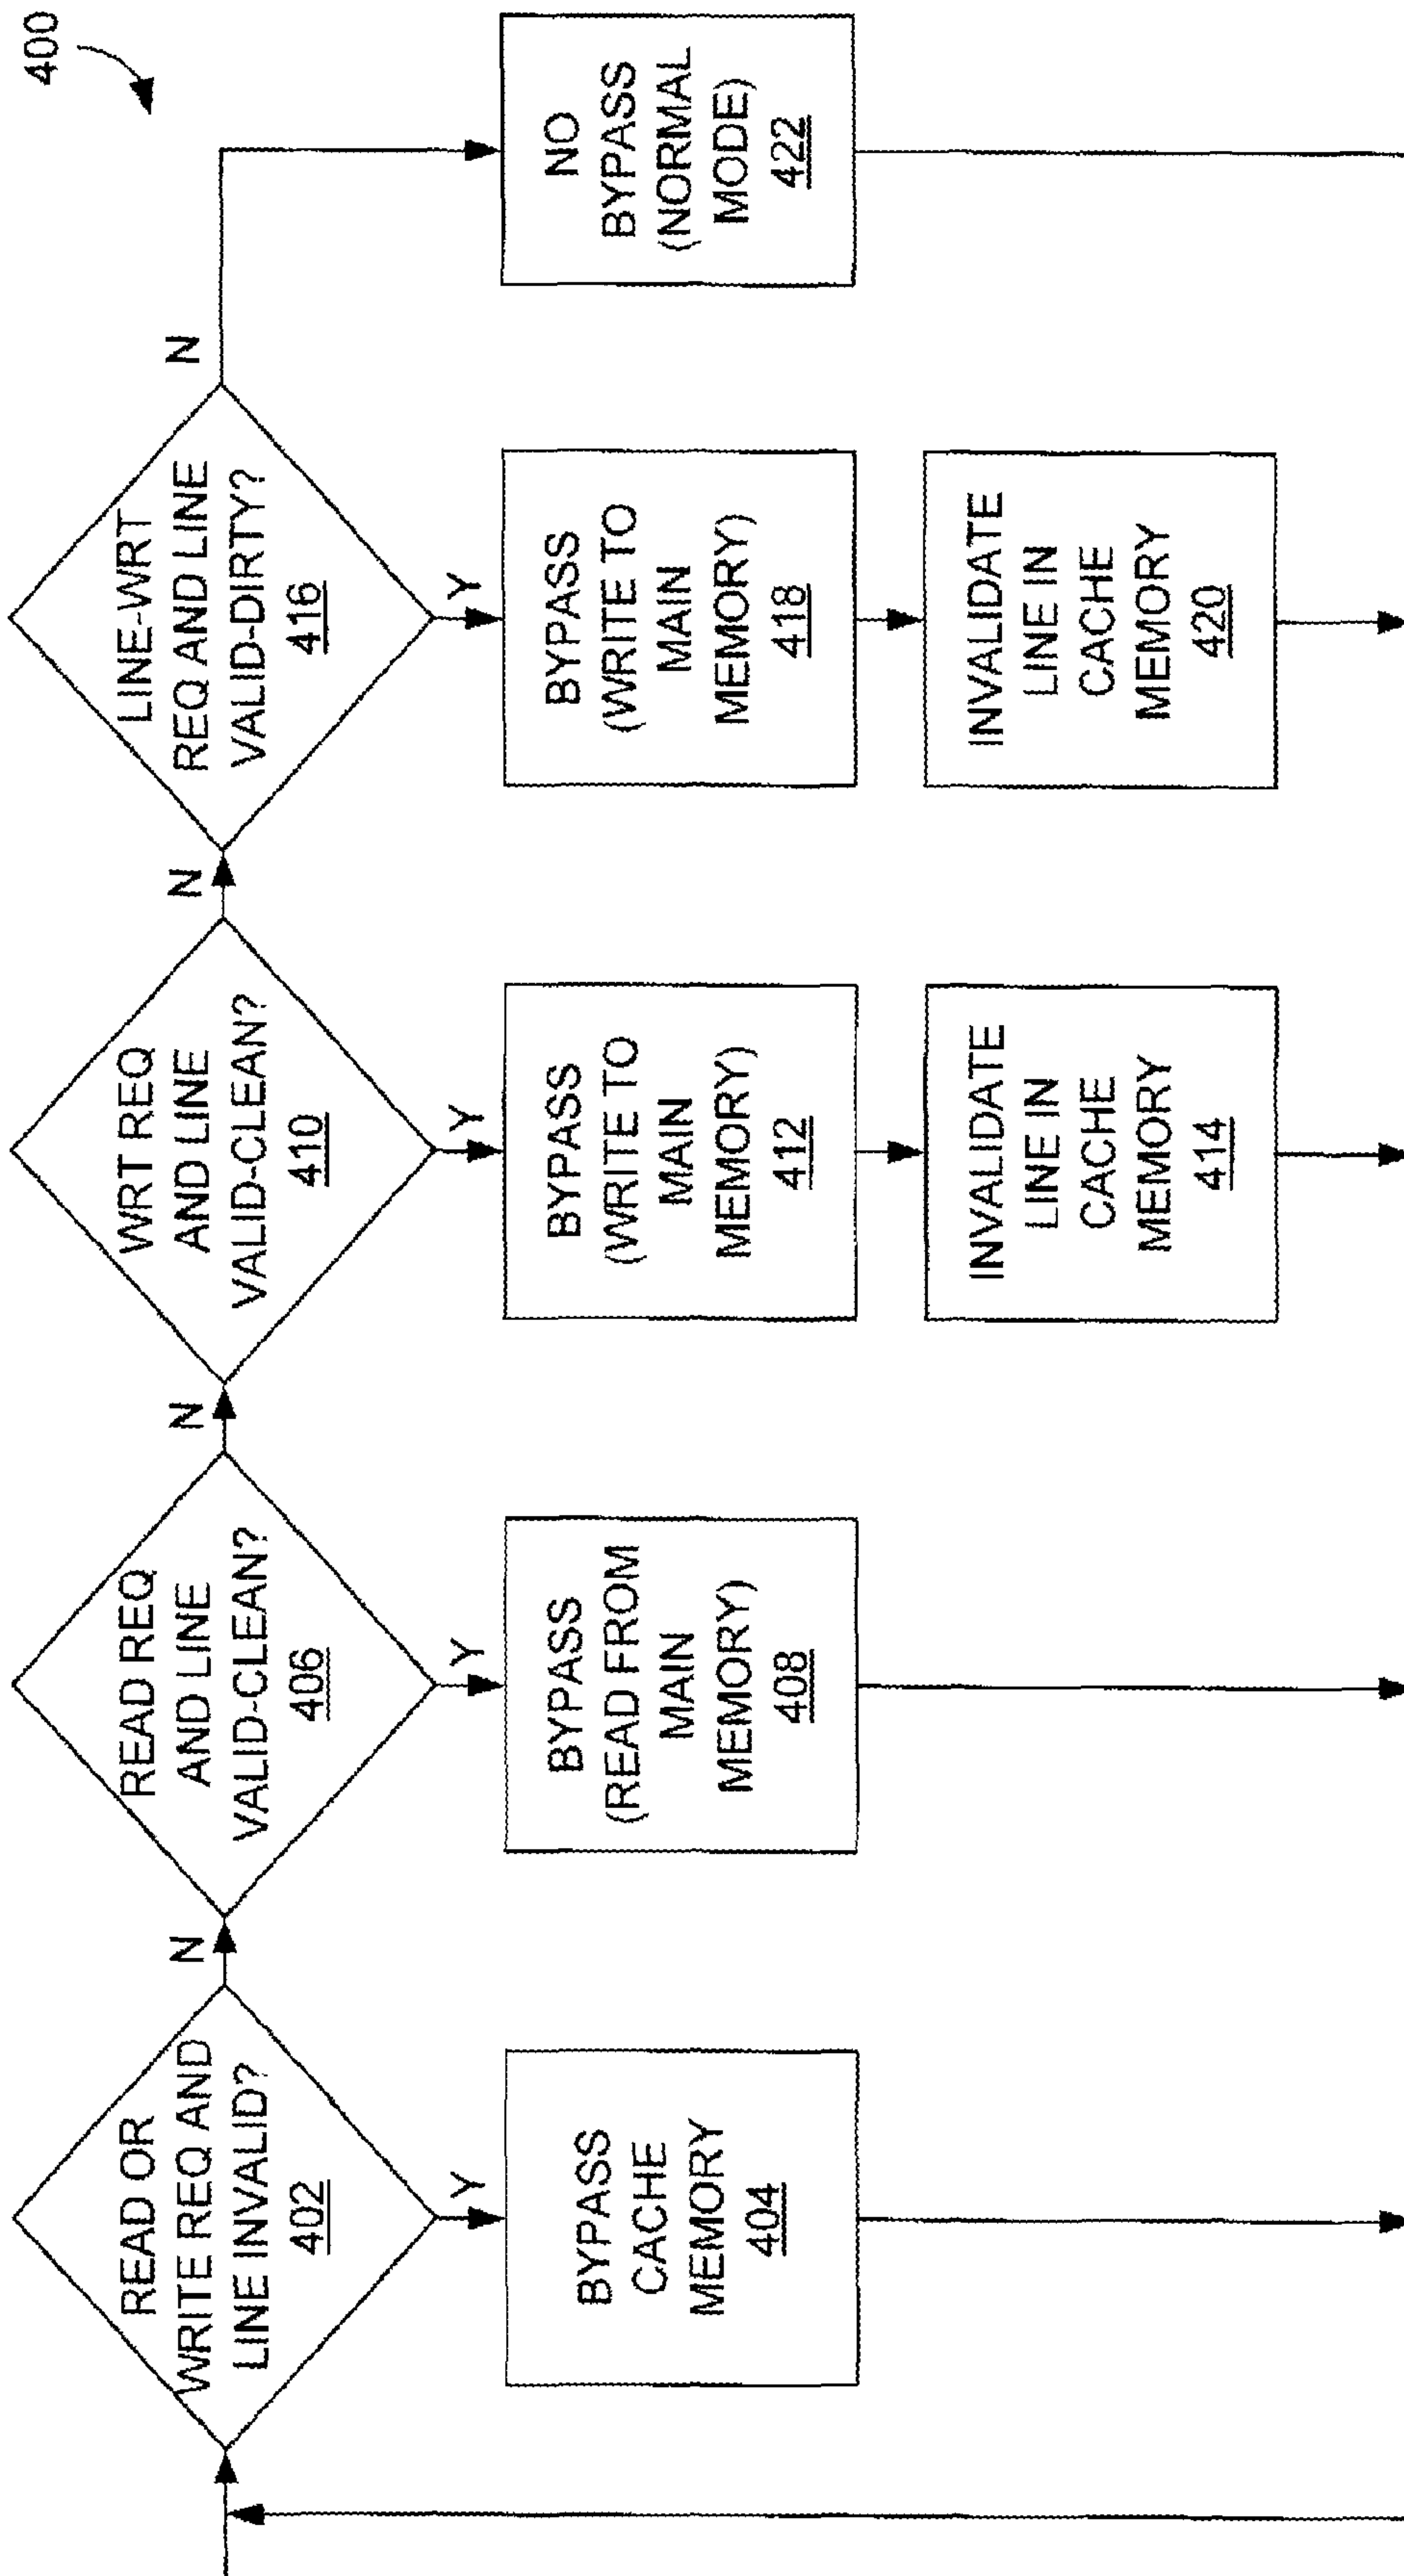 400
READ OR
WRITE REQ AND
LINE INVALID?
402
N
Y
BYPASS
CACHE
MEMORY
404
READ REQ
AND LINE
VALID-CLEAN?
406
N
Y
BYPASS
(READ FROM
MAIN
MEMORY)
408
WRT REQ
AND LINE
VALID-CLEAN?
410
N
Y
BYPASS
(WRITE TO
MAIN
MEMORY)
412
INVALIDATE
LINE IN
CACHE
MEMORY
414
LINE-WRT
REQ AND LINE
VALID-DIRTY?
416
N
Y
BYPASS
(WRITE TO
MAIN
MEMORY)
418
INVALIDATE
LINE IN
CACHE
MEMORY
420
NO
BYPASS
(NORMAL
MODE)
422